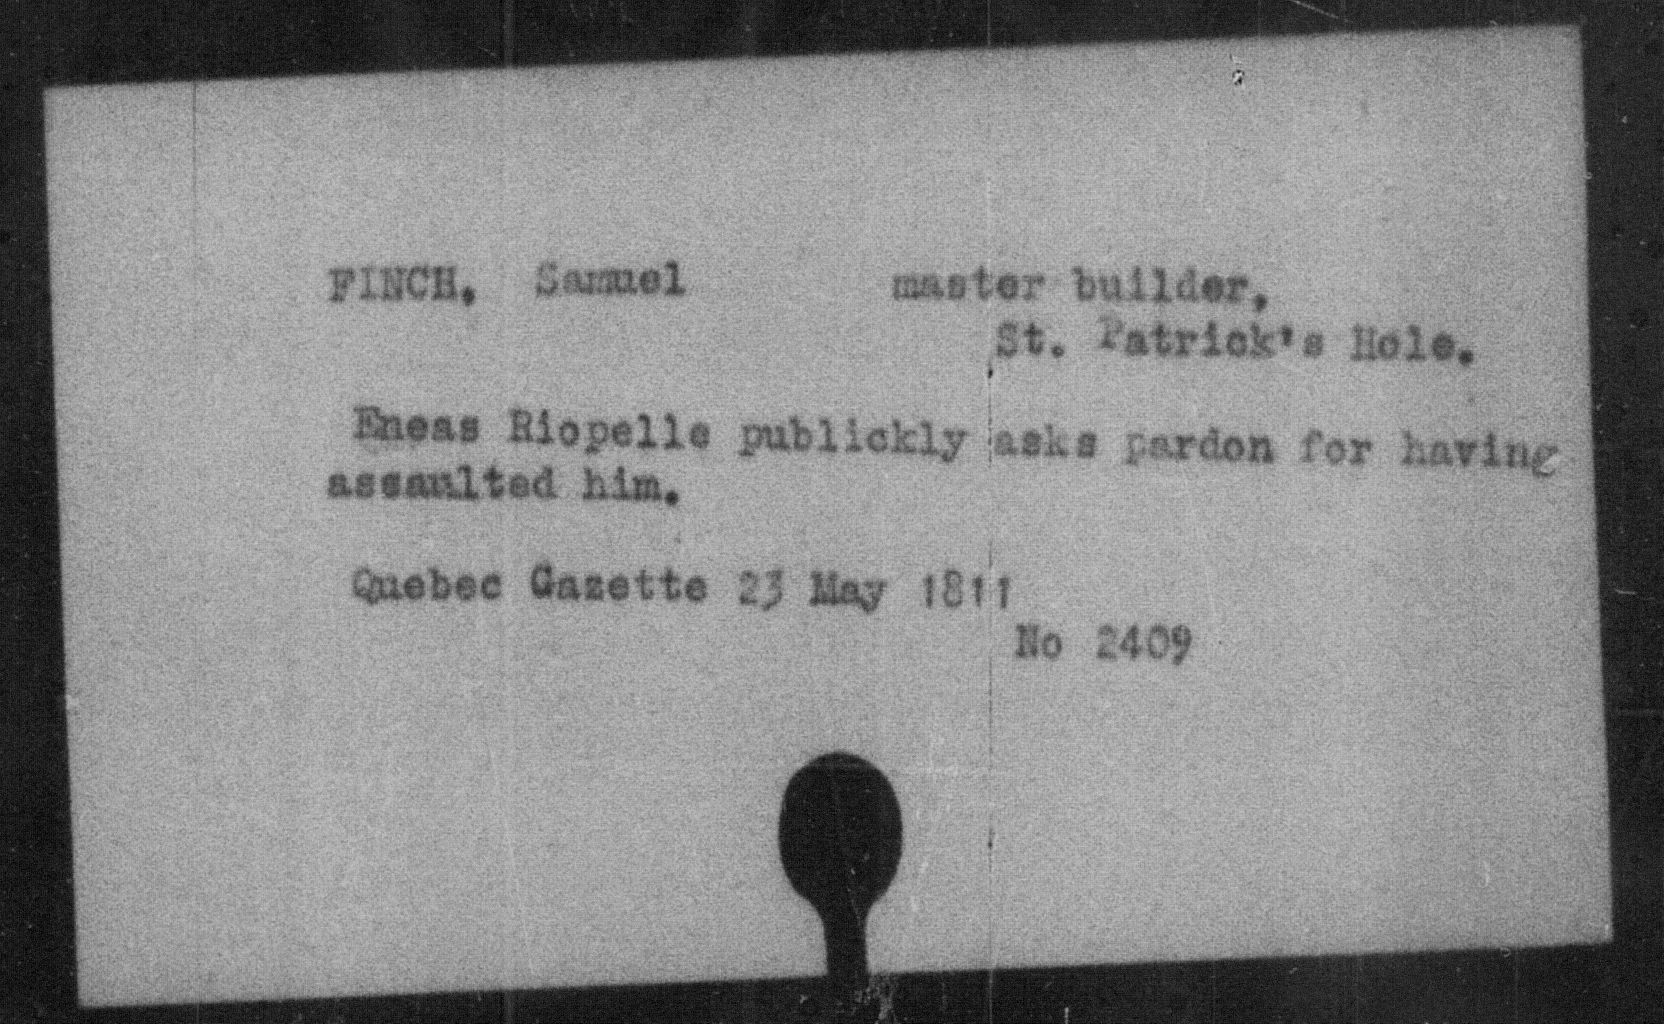 FINCH, Samuel master builder,
St. Patrick's Hole.
Eneas Riopelle publickly asks pardon for having
assaulted him.
Quebec Gazette 23 May 1811
No 2409